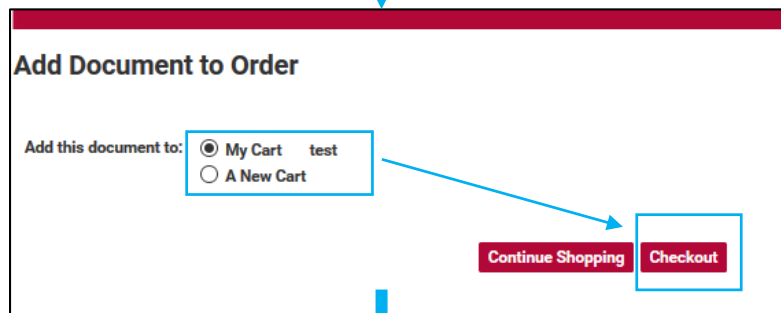 Add Document to Order
Add this document to: My Cart test
A New Cart
Continue Shopping Checkout